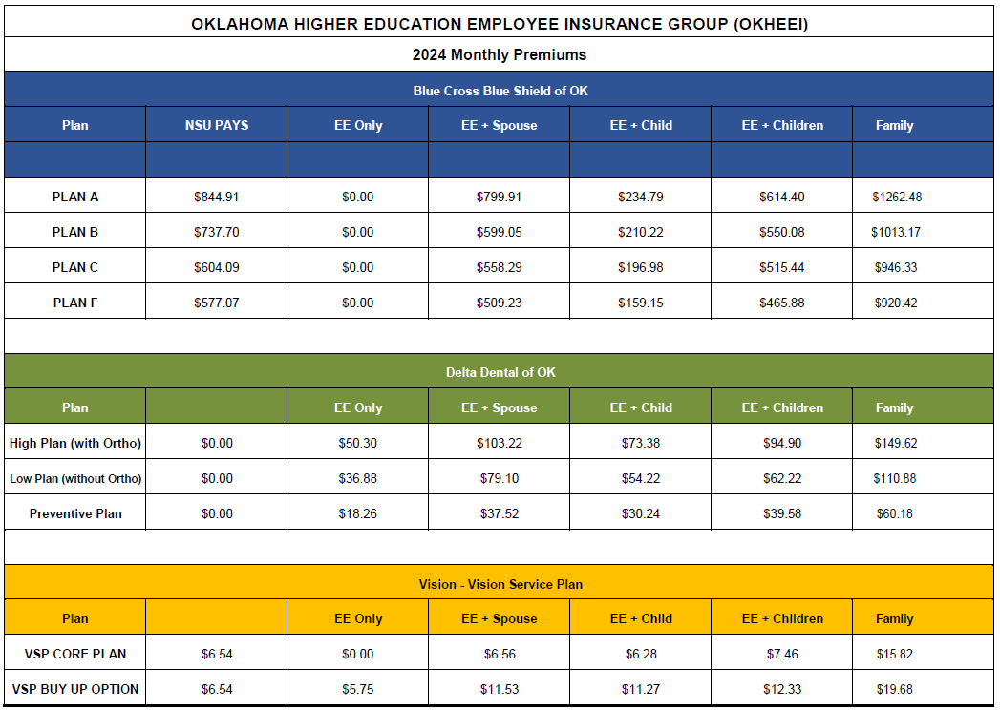 OKLAHOMA HIGHER EDUCATION EMPLOYEE INSURANCE GROUP (OKHEEI)
2024 Monthly Premiums
Blue Cross Blue Shield of OK
Plan NSU PAYS EE Only EE + Spouse EE + Child EE + Children Family
PLAN A $844.91 $0.00 $799.91 $234.79 $614.40 $1262.48
PLAN B $737.70 $0.00 $599.05 $210.22 $550.08 $1013.17
PLAN C $604.09 $0.00 $558.29 $196.98 $515.44 $946.33
PLAN F $577.07 $0.00 $509.23 $159.15 $465.88 $920.42
Delta Dental of OK
Plan EE Only EE + Spouse EE + Child EE + Children Family
High Plan (with Ortho) $0.00 $50.30 $103.22 $73.38 $94.90 $149.62
Low Plan (without Ortho) $0.00 $36.88 $79.10 $54.22 $62.22 $110.88
Preventive Plan $0.00 $18.26 $37.52 $30.24 $39.58 $60.18
Vision - Vision Service Plan
Plan EE Only EE + Spouse EE + Child EE + Children Family
VSP CORE PLAN $6.54 $0.00 $6.56 $6.28 $7.46 $15.82
VSP BUY UP OPTION $6.54 $5.75 $11.53 $11.27 $12.33 $19.68